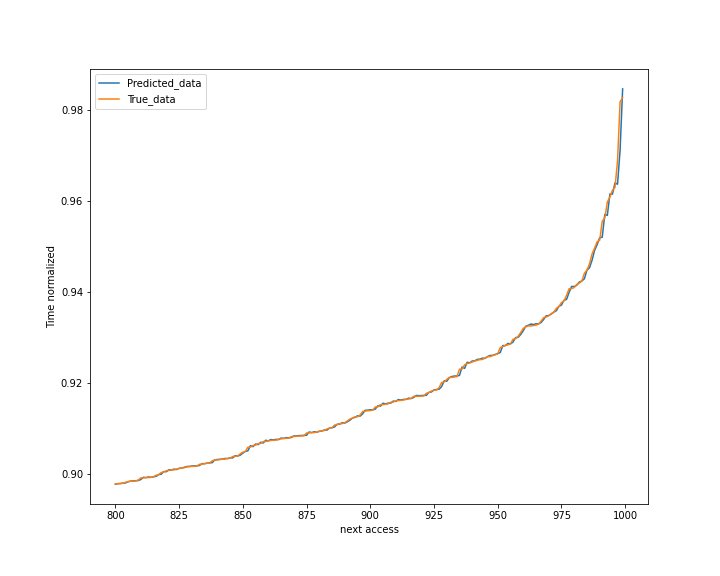 Predicted_data
True_data
0.98
0.96
0.94
0.92
0.90
Time normalized
800 825 850 875 900 925 950 975 1000
next access